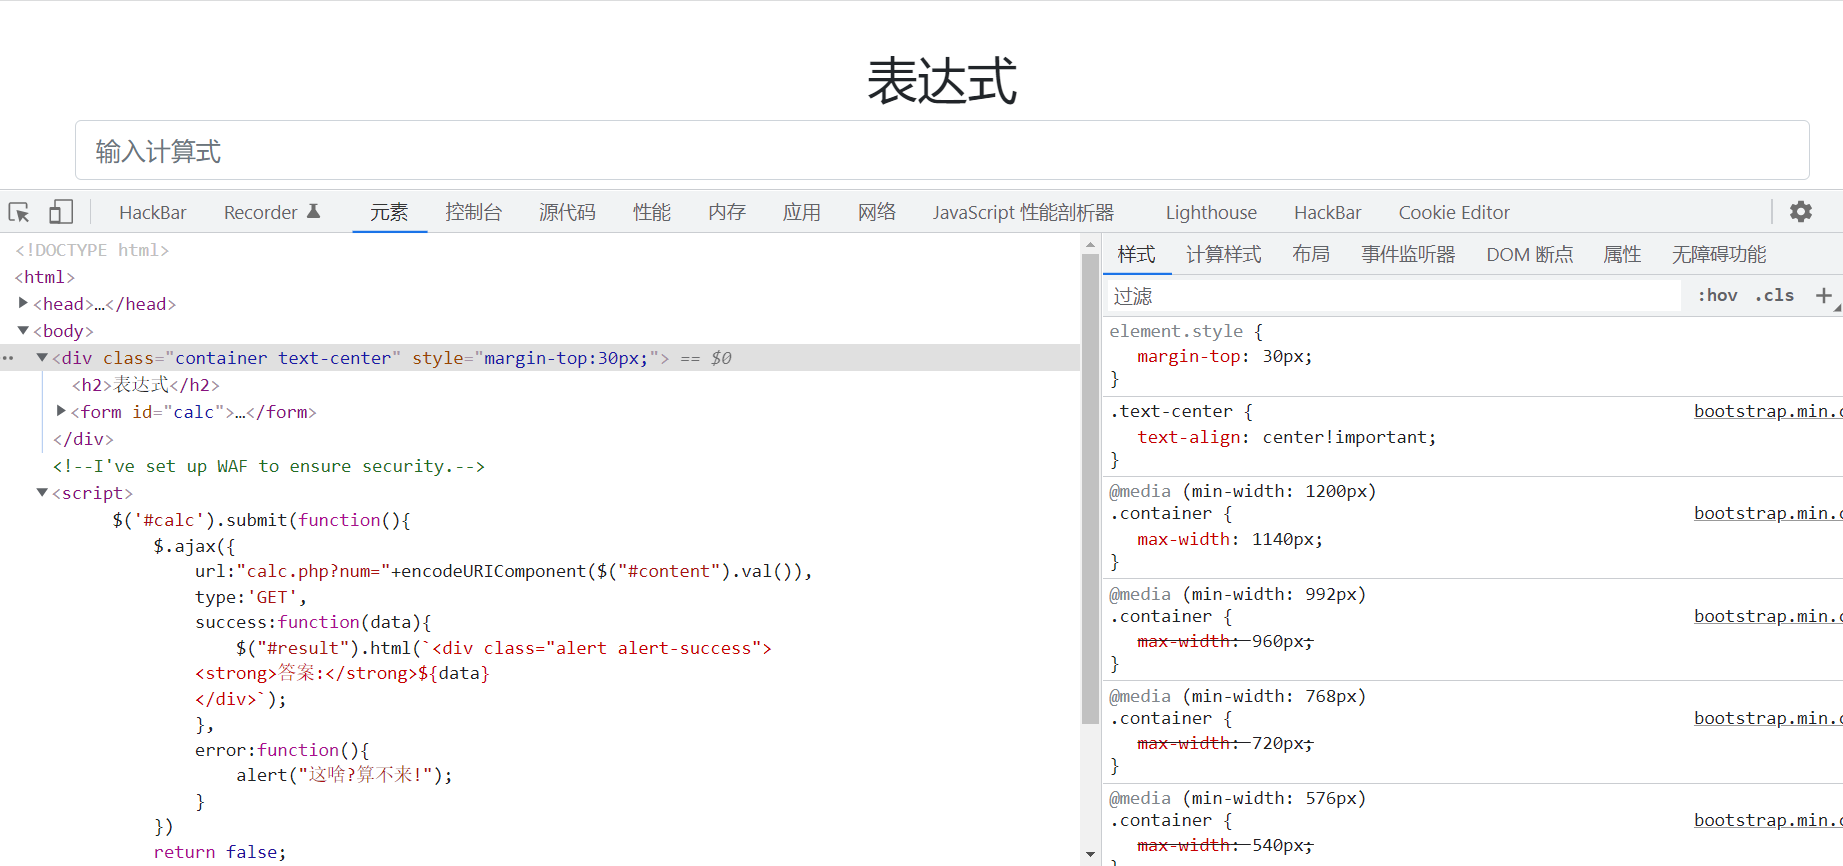 表达式
输入计算式
HackBar Recorder 元素 控制台 源代码 性能 内存 应用 网络 JavaScript 性能剖析器 Lighthouse HackBar Cookie Editor
<!DOCTYPE html>
<html>
<head>…</head>
<body>
<div class="container text-center" style="margin-top:30px;"> == $0
<h2>表达式</h2>
<form id="calc">…</form>
</div>
<!--I've set up WAF to ensure security.-->
<script>
$('#calc').submit(function(){
$.ajax({
url:"calc.php?num="+encodeURIComponent($("#content").val()),
type:'GET',
success:function(data){
$("#result").html(`<div class="alert alert-success">
<strong>答案:</strong>${data}
</div>`);
},
error:function(){
alert("这啥?算不来!");
}
})
return false;
样式 计算样式 布局 事件监听器 DOM 断点 属性 无障碍功能
过滤 :hov .cls +
element.style {
margin-top: 30px;
}
.text-center { bootstrap.min.c
text-align: center!important;
}
@media (min-width: 1200px)
.container { bootstrap.min.c
max-width: 1140px;
}
@media (min-width: 992px)
.container { bootstrap.min.c
max-width: 960px;
}
@media (min-width: 768px)
.container { bootstrap.min.c
max-width: 720px;
}
@media (min-width: 576px)
.container { bootstrap.min.c
max-width: 540px;
}